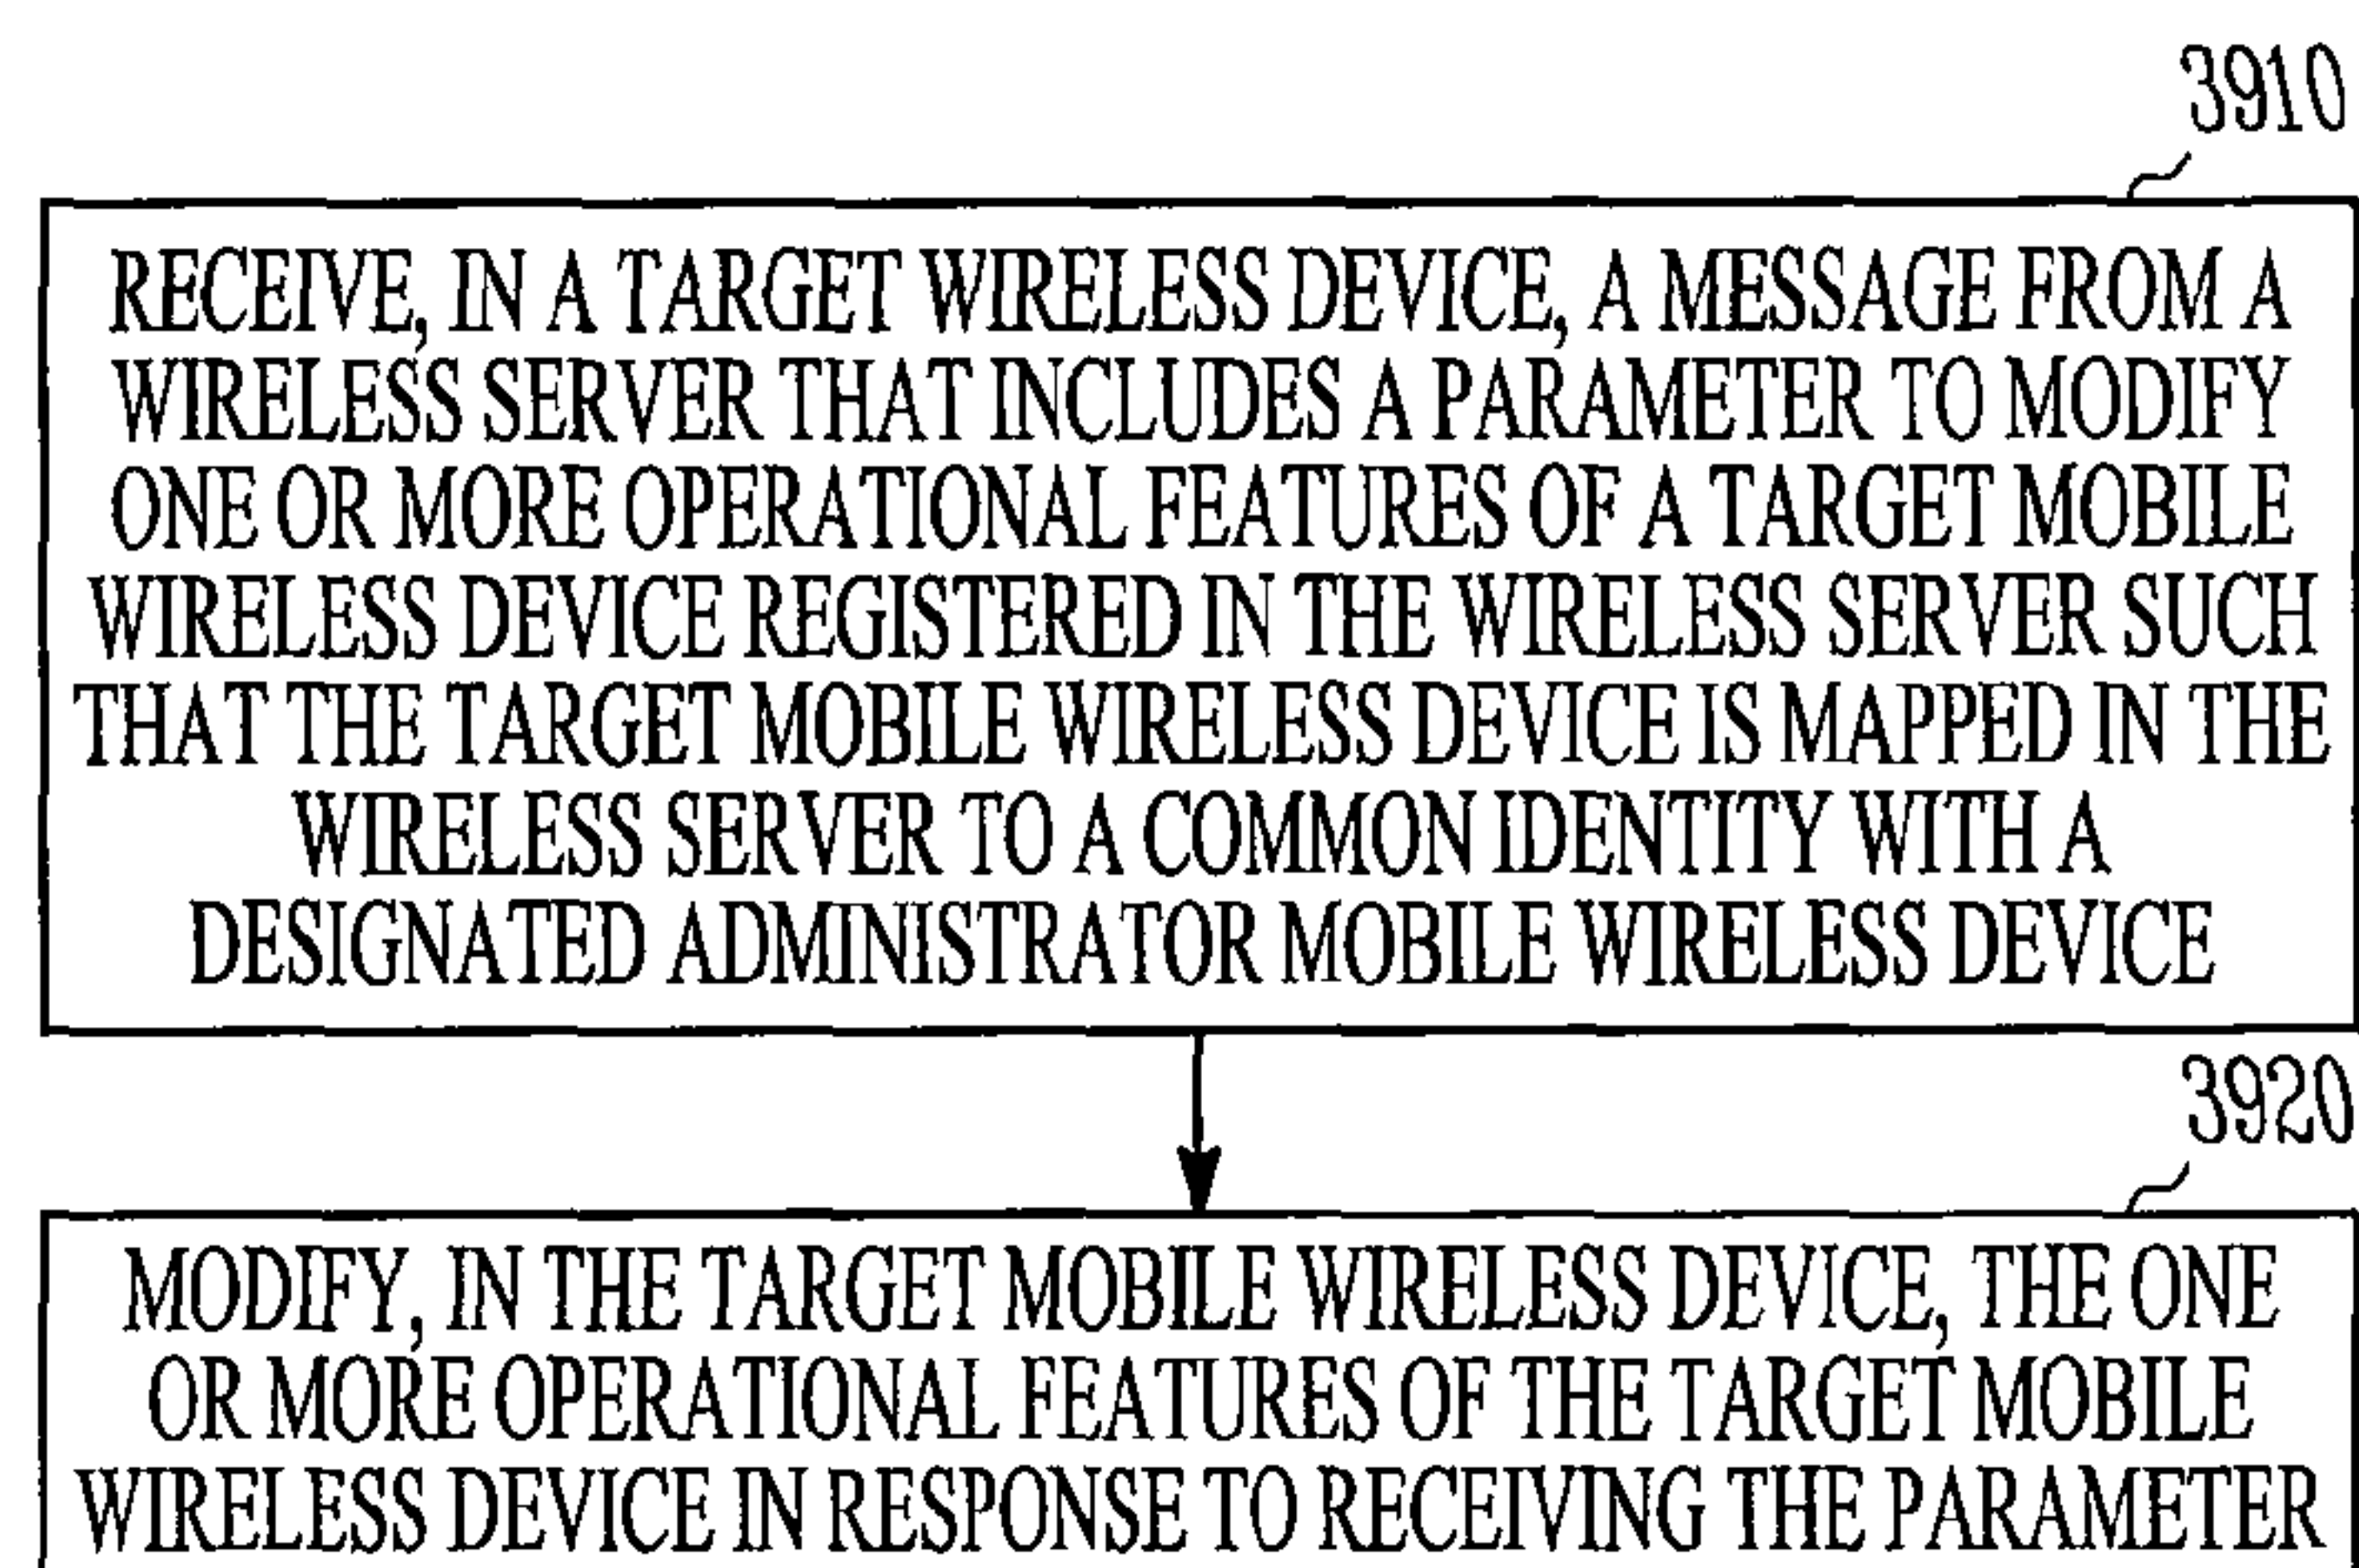 3910
RECEIVE, IN A TARGET WIRELESS DEVICE, A MESSAGE FROM A
WIRELESS SERVER THAT INCLUDES A PARAMETER TO MODIFY
ONE OR MORE OPERATIONAL FEATURES OF A TARGET MOBILE
WIRELESS DEVICE REGISTERED IN THE WIRELESS SERVER SUCH
THAT THE TARGET MOBILE WIRELESS DEVICE IS MAPPED IN THE
WIRELESS SERVER TO A COMMON IDENTITY WITH A
DESIGNATED ADMINISTRATOR MOBILE WIRELESS DEVICE
3920
MODIFY, IN THE TARGET MOBILE WIRELESS DEVICE, THE ONE
OR MORE OPERATIONAL FEATURES OF THE TARGET MOBILE
WIRELESS DEVICE IN RESPONSE TO RECEIVING THE PARAMETER